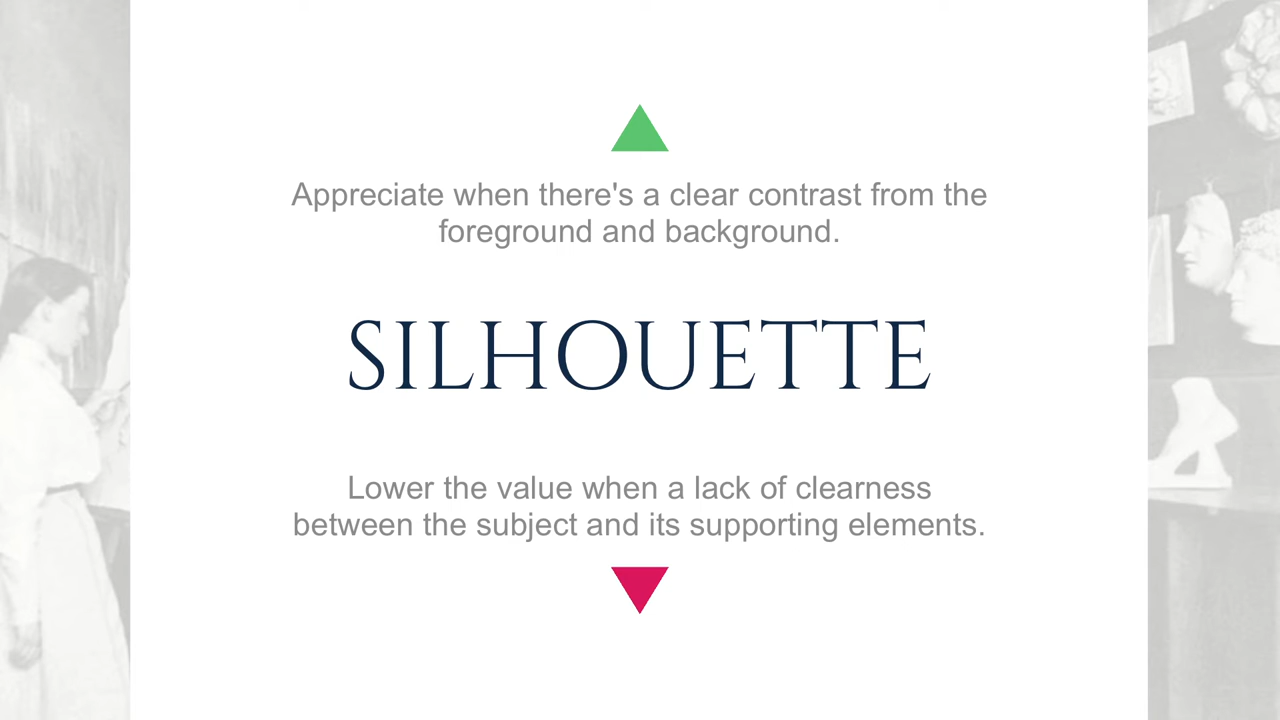 Appreciate when there's a clear contrast from the
foreground and background.
SILHOUETTE
Lower the value when a lack of clearness
between the subject and its supporting elements.